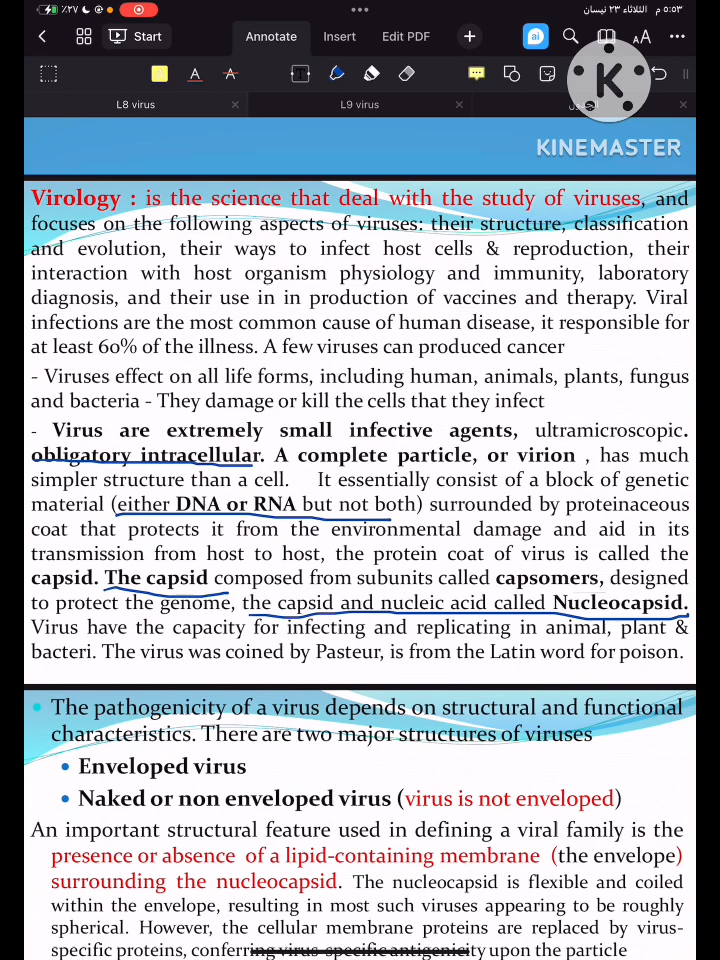 ٪٢٧ ٥:٥٣ م الثلاثاء ٢٣ نيسان
Start Annotate Insert Edit PDF ai AA
A A T
L8 virus L9 virus الجدول
K
KINEMASTER
Virology : is the science that deal with the study of viruses, and
focuses on the following aspects of viruses: their structure, classification
and evolution, their ways to infect host cells & reproduction, their
interaction with host organism physiology and immunity, laboratory
diagnosis, and their use in in production of vaccines and therapy. Viral
infections are the most common cause of human disease, it responsible for
at least 60% of the illness. A few viruses can produced cancer
- Viruses effect on all life forms, including human, animals, plants, fungus
and bacteria - They damage or kill the cells that they infect
- Virus are extremely small infective agents, ultramicroscopic.
obligatory intracellular. A complete particle, or virion , has much
simpler structure than a cell. It essentially consist of a block of genetic
material (either DNA or RNA but not both) surrounded by proteinaceous
coat that protects it from the environmental damage and aid in its
transmission from host to host, the protein coat of virus is called the
capsid. The capsid composed from subunits called capsomers, designed
to protect the genome, the capsid and nucleic acid called Nucleocapsid.
Virus have the capacity for infecting and replicating in animal, plant &
bacteri. The virus was coined by Pasteur, is from the Latin word for poison.
• The pathogenicity of a virus depends on structural and functional
characteristics. There are two major structures of viruses
• Enveloped virus
• Naked or non enveloped virus (virus is not enveloped)
An important structural feature used in defining a viral family is the
presence or absence of a lipid-containing membrane (the envelope)
surrounding the nucleocapsid. The nucleocapsid is flexible and coiled
within the envelope, resulting in most such viruses appearing to be roughly
spherical. However, the cellular membrane proteins are replaced by virus-
specific proteins, conferring virus-specific antigenicity upon the particle